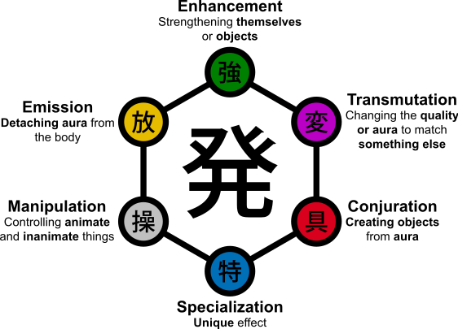 Enhancement
Strengthening themselves
or objects
強
Emission
Detaching aura from
the body
放
Transmutation
Changing the quality
or aura to match
something else
変
発
Manipulation
Controlling animate
and inanimate things
操
Conjuration
Creating objects
from aura
具
特
Specialization
Unique effect